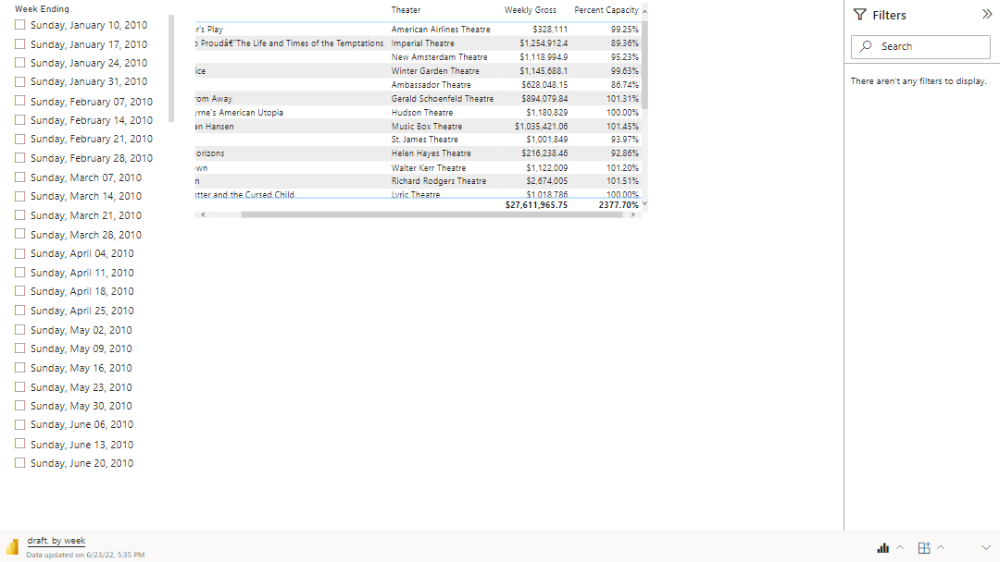 Week Ending
Sunday, January 10, 2010
Sunday, January 17, 2010
Sunday, January 24, 2010
Sunday, January 31, 2010
Sunday, February 07, 2010
Sunday, February 14, 2010
Sunday, February 21, 2010
Sunday, February 28, 2010
Sunday, March 07, 2010
Sunday, March 14, 2010
Sunday, March 21, 2010
Sunday, March 28, 2010
Sunday, April 04, 2010
Sunday, April 11, 2010
Sunday, April 18, 2010
Sunday, April 25, 2010
Sunday, May 02, 2010
Sunday, May 09, 2010
Sunday, May 16, 2010
Sunday, May 23, 2010
Sunday, May 30, 2010
Sunday, June 06, 2010
Sunday, June 13, 2010
Sunday, June 20, 2010
Theater Weekly Gross Percent Capacity
r's Play American Airlines Theatre $328,111 99.25%
Proudâ€"The Life and Times of the Temptations Imperial Theatre $1,254,912.4 89.36%
New Amsterdam Theatre $1,118,994.9 95.23%
ice Winter Garden Theatre $1,145,688.1 99.63%
Ambassador Theatre $628,048.15 86.74%
om Away Gerald Schoenfeld Theatre $894,079.84 101.31%
rne's American Utopia Hudson Theatre $1,180,829 100.00%
an Hansen Music Box Theatre $1,035,421.06 101.45%
St. James Theatre $1,001,849 93.97%
orizons Helen Hayes Theatre $216,238.46 92.86%
wn Walter Kerr Theatre $1,122,009 101.20%
n Richard Rodgers Theatre $2,674,005 101.51%
tter and the Cursed Child Lyric Theatre $1,018,786 100.00%
$27,611,965.75 2377.70%
Filters
Search
There aren't any filters to display.
draft, by week
Data updated on 6/23/22, 5:35 PM